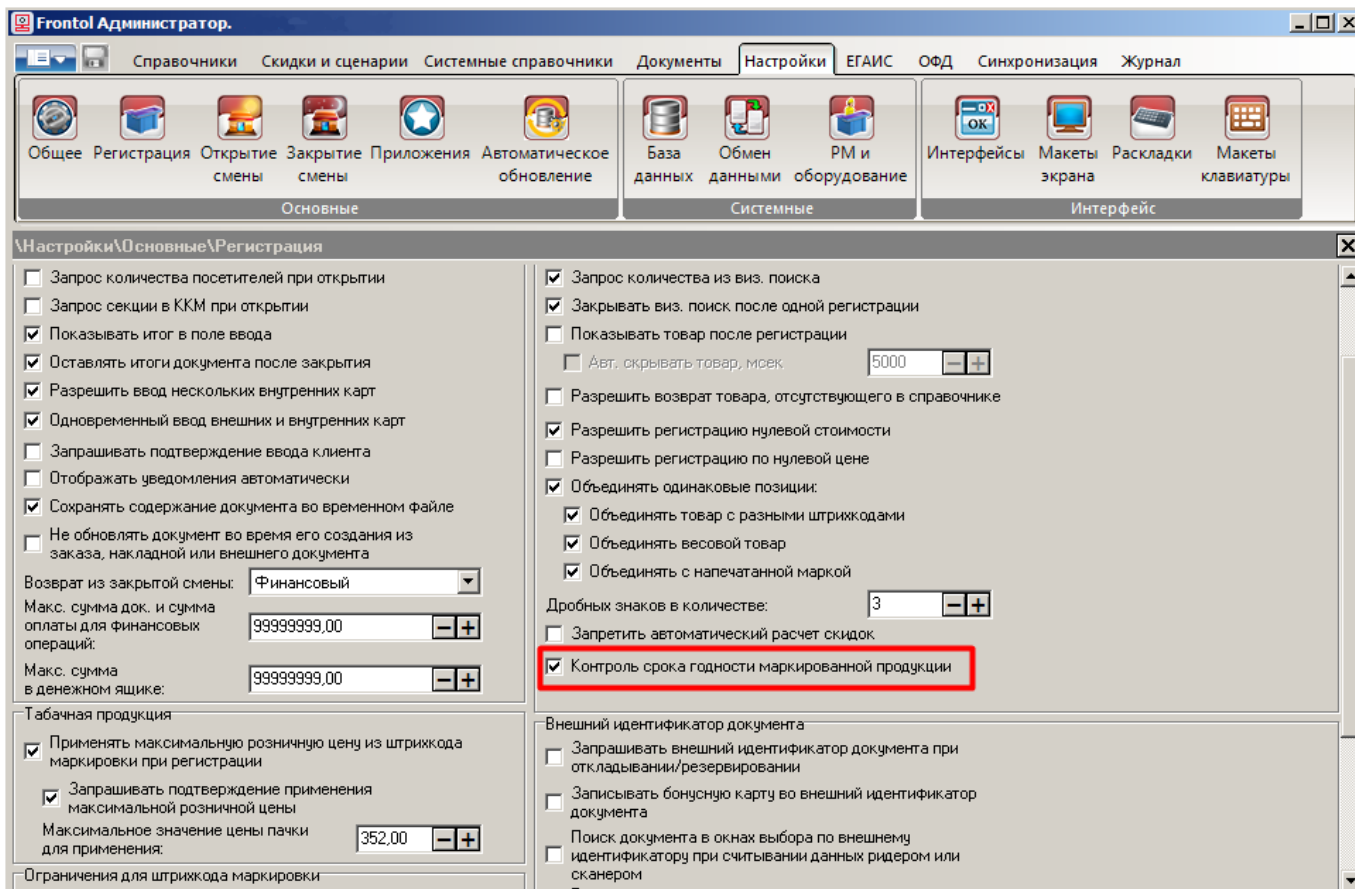 Frontol Администратор.
Справочники Скидки и сценарии Системные справочники Документы Настройки ЕГАИС ОФД Синхронизация Журнал
Общее Регистрация Открытие смены Закрытие смены Приложения Автоматическое обновление
База данных Обмен данными РМ и оборудование
Интерфейсы Макеты экрана Раскладки Макеты клавиатуры
Основные Системные Интерфейс
\Настройки\Основные\Регистрация
Запрос количества посетителей при открытии
Запрос секции в ККМ при открытии
Показывать итог в поле ввода
Оставлять итоги документа после закрытия
Разрешить ввод нескольких внутренних карт
Одновременный ввод внешних и внутренних карт
Запрашивать подтверждение ввода клиента
Отображать уведомления автоматически
Сохранять содержание документа во временном файле
Не обновлять документ во время его создания из
заказа, накладной или внешнего документа
Возврат из закрытой смены: Финансовый
Макс. сумма док. и сумма
оплаты для финансовых
операций:
99999999,00
Макс. сумма
в денежном ящике:
99999999,00
Табачная продукция
Применять максимальную розничную цену из штрихкода
маркировки при регистрации
Запрашивать подтверждение применения
максимальной розничной цены
Максимальное значение цены пачки
для применения:
352,00
Ограничения для штрихкода маркировки
Запрос количества из виз. поиска
Закрывать виз. поиск после одной регистрации
Показывать товар после регистрации
Авт. скрывать товар, мсек 5000
Разрешить возврат товара, отсутствующего в справочнике
Разрешить регистрацию нулевой стоимости
Разрешить регистрацию по нулевой цене
Объединять одинаковые позиции:
Объединять товар с разными штрихкодами
Объединять весовой товар
Объединять с напечатанной маркой
Дробных знаков в количестве: 3
Запретить автоматический расчет скидок
Контроль срока годности маркированной продукции
Внешний идентификатор документа
Запрашивать внешний идентификатор документа при
откладывании/резервировании
Записывать бонусную карту во внешний идентификатор
документа
Поиск документа в окнах выбора по внешнему
идентификатору при считывании данных ридером или
сканером